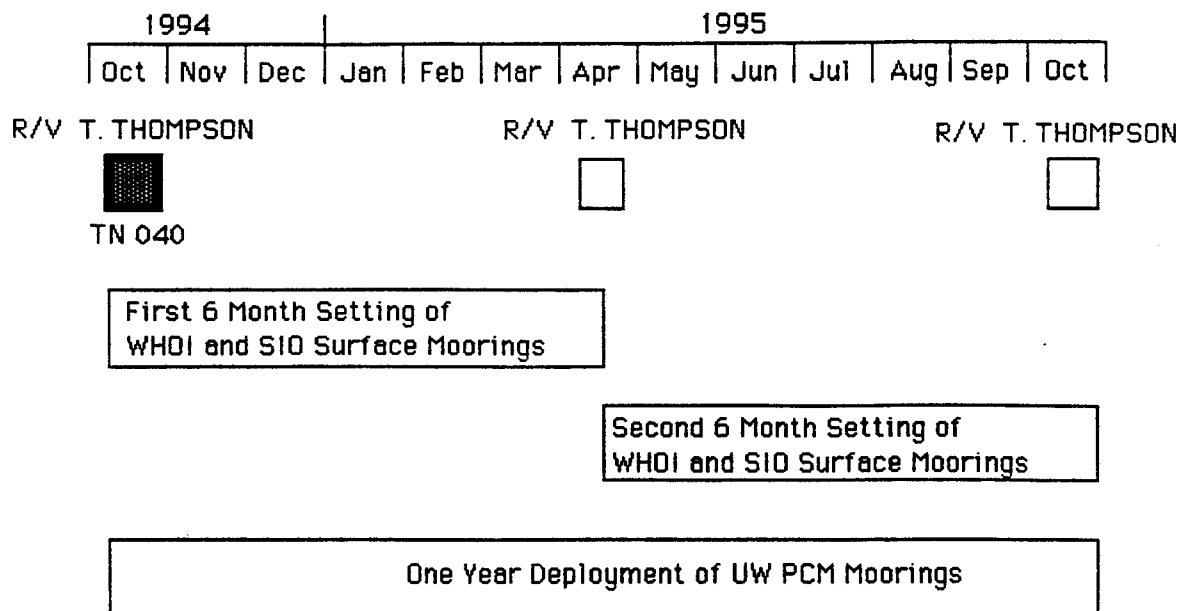 1994 1995
Oct Nov Dec Jan Feb Mar Apr May Jun Jul Aug Sep Oct
R/V T. THOMPSON R/V T. THOMPSON R/V T. THOMPSON
TN 040
First 6 Month Setting of
WHOI and SIO Surface Moorings
Second 6 Month Setting of
WHOI and SIO Surface Moorings
One Year Deployment of UW PCM Moorings